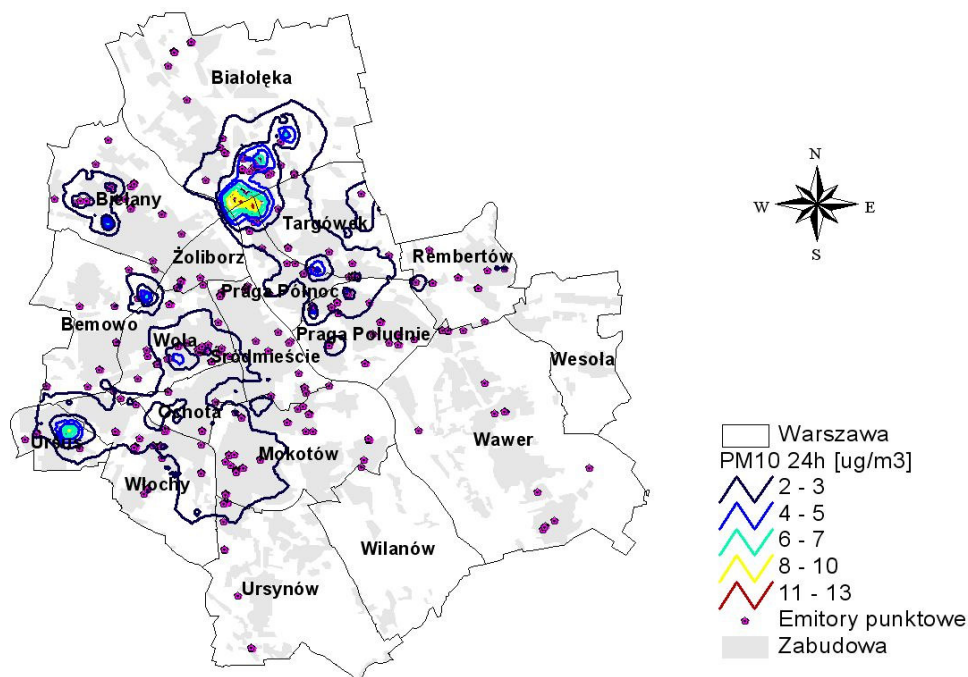 Białołęka
Bielany
Targówek
Żoliborz
Rembertów
Praga Północ
Bemowo
Praga Południe
Wola
Śródmieście
Wesoła
Ochota
Ursus
Wawer
Mokotów
Włochy
Wilanów
Ursynów
N
W
E
S
Warszawa
PM10 24h [ug/m3]
2 - 3
4 - 5
6 - 7
8 - 10
11 - 13
Emitory punktowe
Zabudowa